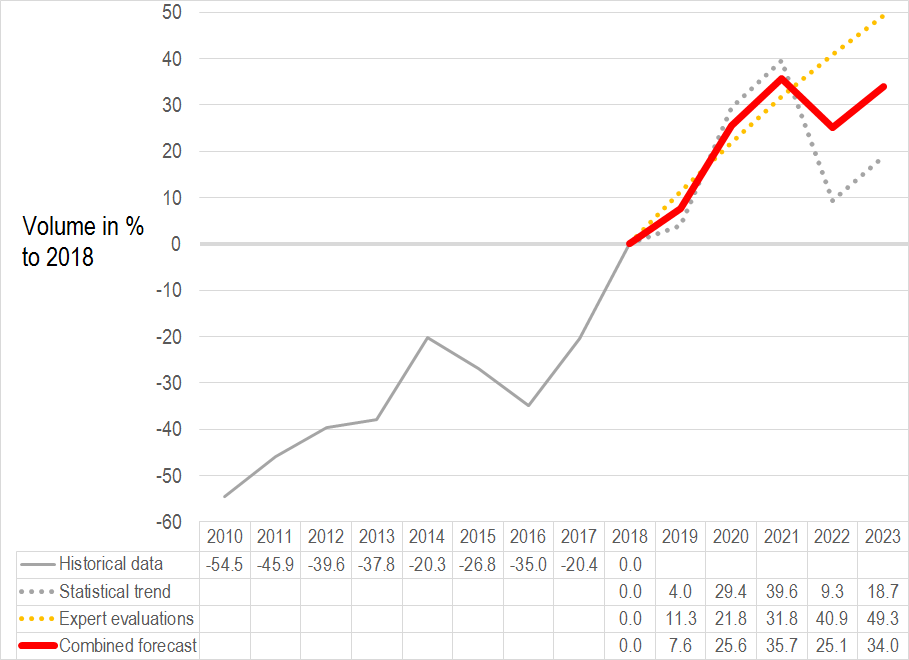 50
40
30
20
10
0
-10
-20
-30
-40
-50
-60
Volume in %
to 2018
2010 2011 2012 2013 2014 2015 2016 2017 2018 2019 2020 2021 2022 2023
Historical data -54.5 -45.9 -39.6 -37.8 -20.3 -26.8 -35.0 -20.4 0.0
Statistical trend 0.0 4.0 29.4 39.6 9.3 18.7
Expert evaluations 0.0 11.3 21.8 31.8 40.9 49.3
Combined forecast 0.0 7.6 25.6 35.7 25.1 34.0